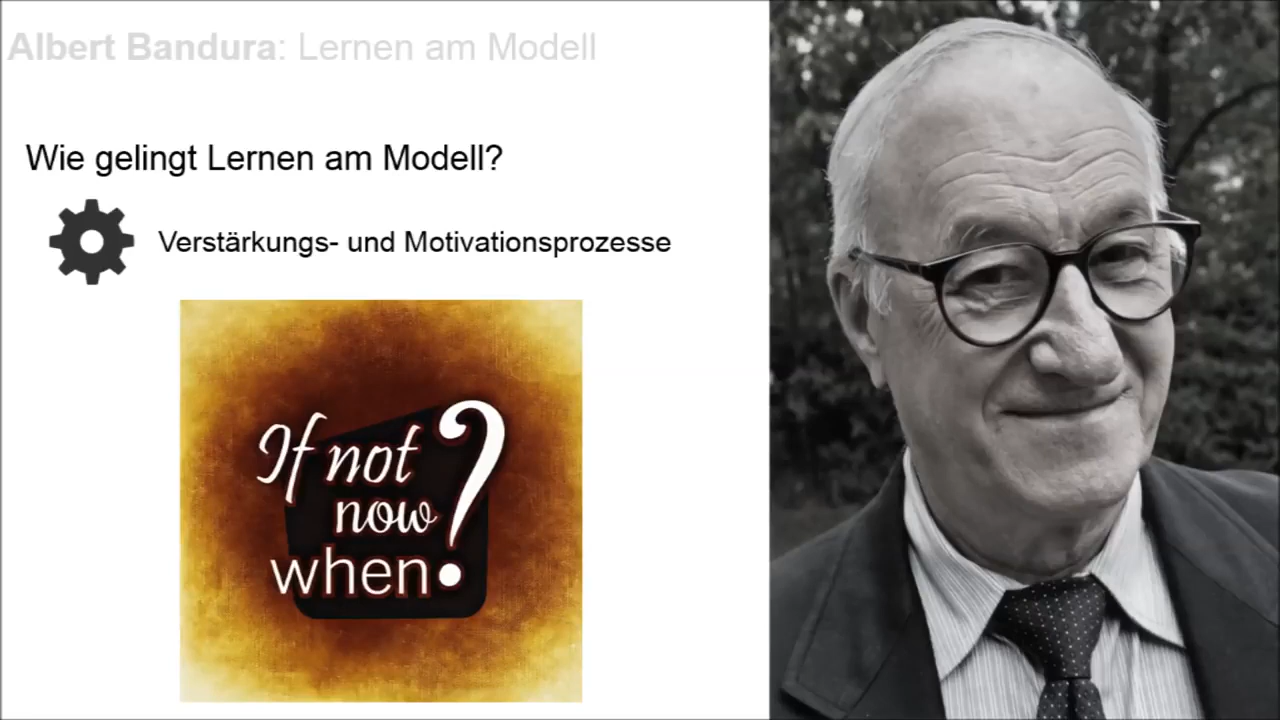 Albert Bandura: Lernen am Modell
Wie gelingt Lernen am Modell?
Verstärkungs- und Motivationsprozesse
If not
now
when?